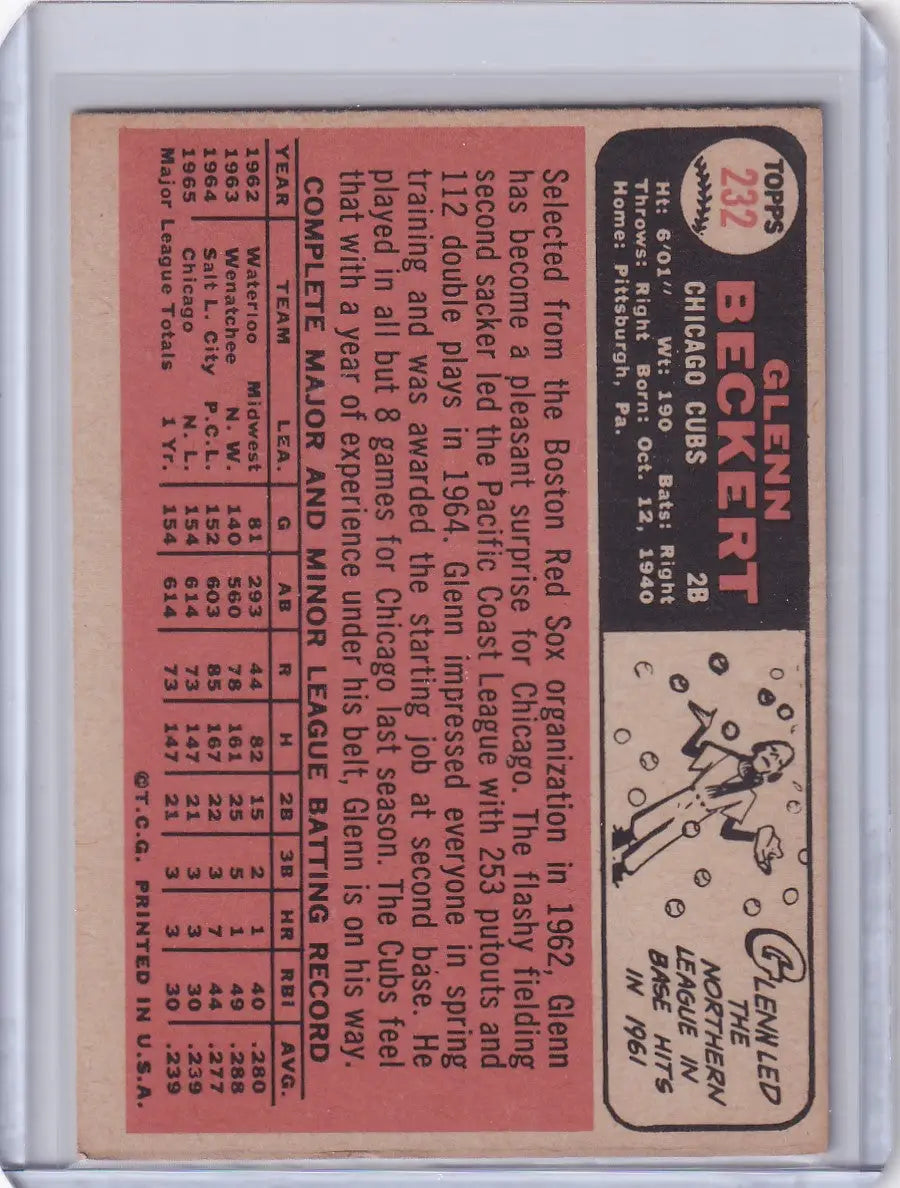 TOPPS
232
GLENN
BECKERT
CHICAGO CUBS 2B
Ht: 6'01" Wt: 190 Bats: Right
Throws: Right Born: Oct. 12, 1940
Home: Pittsburgh, Pa.
GLENN LED
THE
NORTHERN
LEAGUE IN
BASE HITS
IN 1961
Selected from the Boston Red Sox organization in 1962, Glenn
has become a pleasant surprise for Chicago. The flashy fielding
second sacker led the Pacific Coast League with 253 putouts and
112 double plays in 1964. Glenn impressed everyone in spring
training and was awarded the starting job at second base. He
played in all but 8 games for Chicago last season. The Cubs feel
that with a year of experience under his belt, Glenn is on his way.
COMPLETE MAJOR AND MINOR LEAGUE BATTING RECORD
YEAR TEAM LEA. G AB R H 2B 3B HR RBI AVG.
1962 Waterloo Midwest 81 293 44 82 15 2 1 40 .280
1963 Wenatchee N. W. 140 560 78 161 25 5 1 49 .288
1964 Salt L. City P.C.L. 152 603 85 167 22 3 7 44 .277
1965 Chicago N. L. 154 614 73 147 21 3 3 30 .239
Major League Totals 1 Yr. 154 614 73 147 21 3 3 30 .239
©T.C.G. PRINTED IN U.S.A.